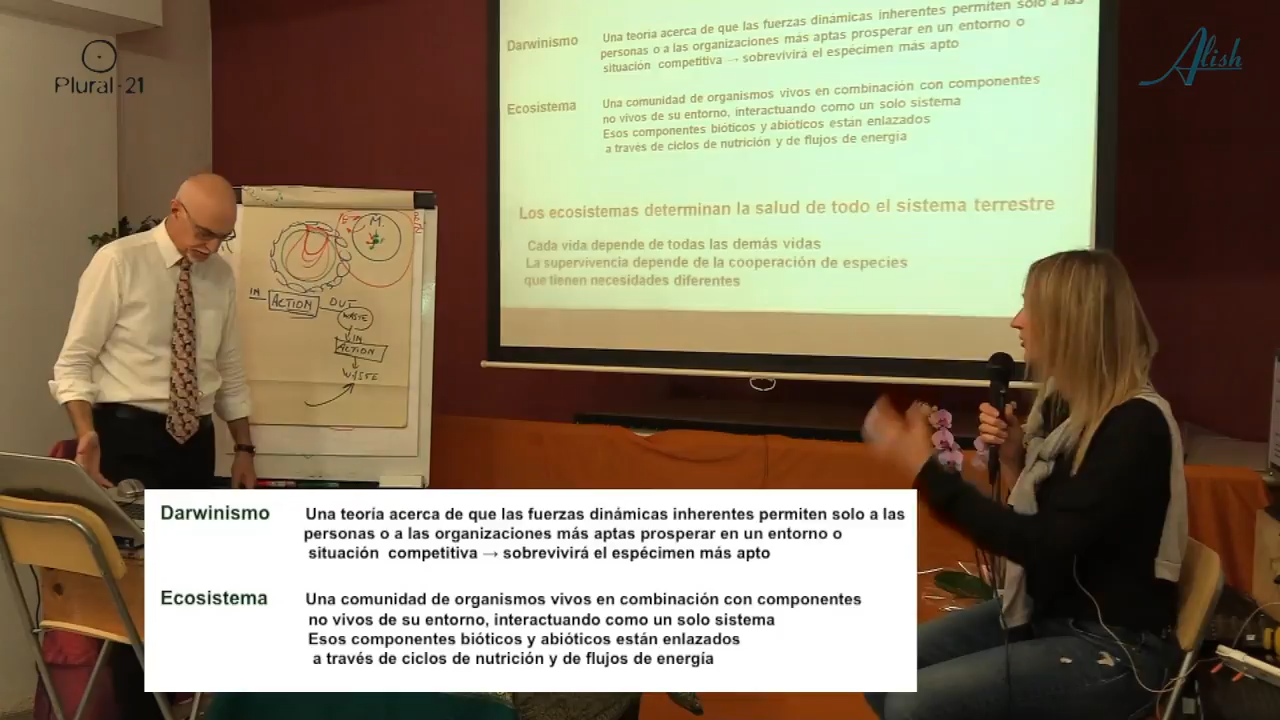 Plural-21
Alish
Darwinismo
Una teoría acerca de que las fuerzas dinámicas inherentes permiten solo a las
personas o a las organizaciones más aptas prosperar en un entorno o
situación competitiva → sobrevivirá el espécimen más apto
Ecosistema
Una comunidad de organismos vivos en combinación con componentes
no vivos de su entorno, interactuando como un solo sistema
Esos componentes bióticos y abióticos están enlazados
a través de ciclos de nutrición y de flujos de energía
Los ecosistemas determinan la salud de todo el sistema terrestre
Cada vida depende de todas las demás vidas
La supervivencia depende de la cooperación de especies
que tienen necesidades diferentes
M.
IN
ACTION
OUT
WASTE
IN
ACTION
WASTE
Darwinismo
Una teoría acerca de que las fuerzas dinámicas inherentes permiten solo a las
personas o a las organizaciones más aptas prosperar en un entorno o
situación competitiva → sobrevivirá el espécimen más apto
Ecosistema
Una comunidad de organismos vivos en combinación con componentes
no vivos de su entorno, interactuando como un solo sistema
Esos componentes bióticos y abióticos están enlazados
a través de ciclos de nutrición y de flujos de energía